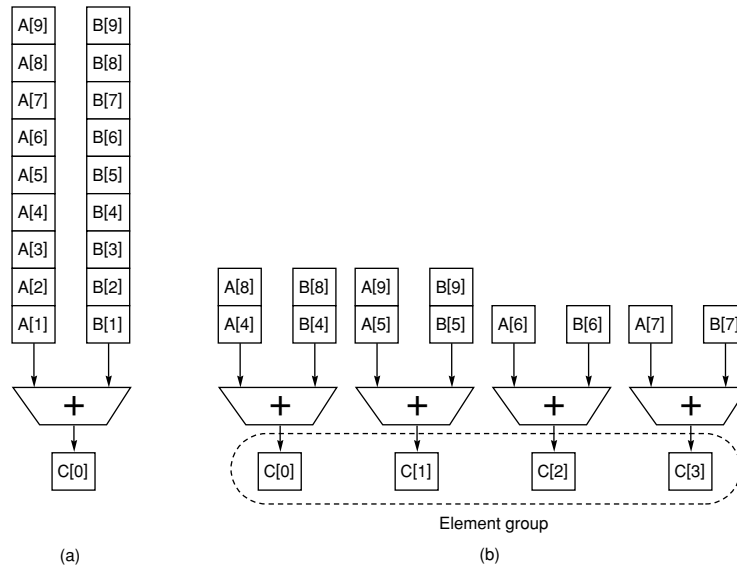 A[9] B[9]
A[8] B[8]
A[7] B[7]
A[6] B[6]
A[5] B[5]
A[4] B[4]
A[3] B[3]
A[2] B[2]
A[1] B[1]
+
C[0]
(a)
A[8] B[8] A[9] B[9]
A[4] B[4] A[5] B[5] A[6] B[6] A[7] B[7]
+ + + +
C[0] C[1] C[2] C[3]
Element group
(b)